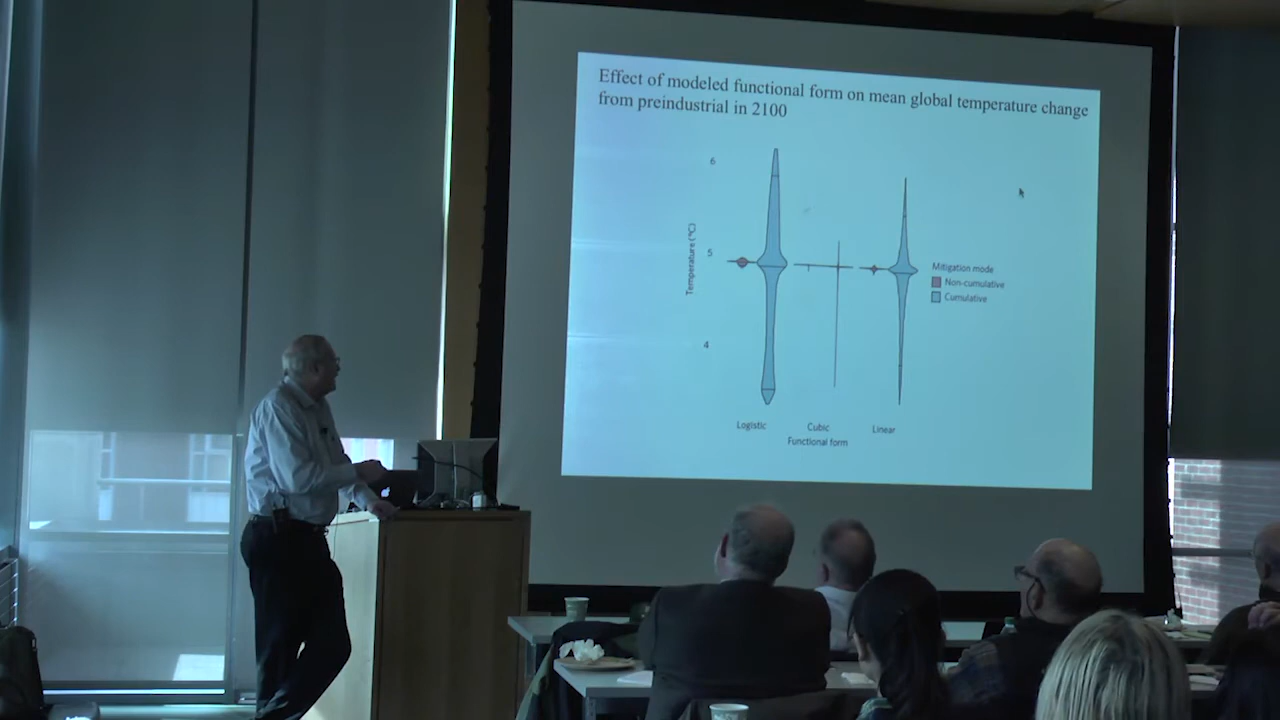 Effect of modeled functional form on mean global temperature change
from preindustrial in 2100
6
5
4
Temperature (°C)
Mitigation mode
Non-cumulative
Cumulative
Logistic
Cubic
Linear
Functional form